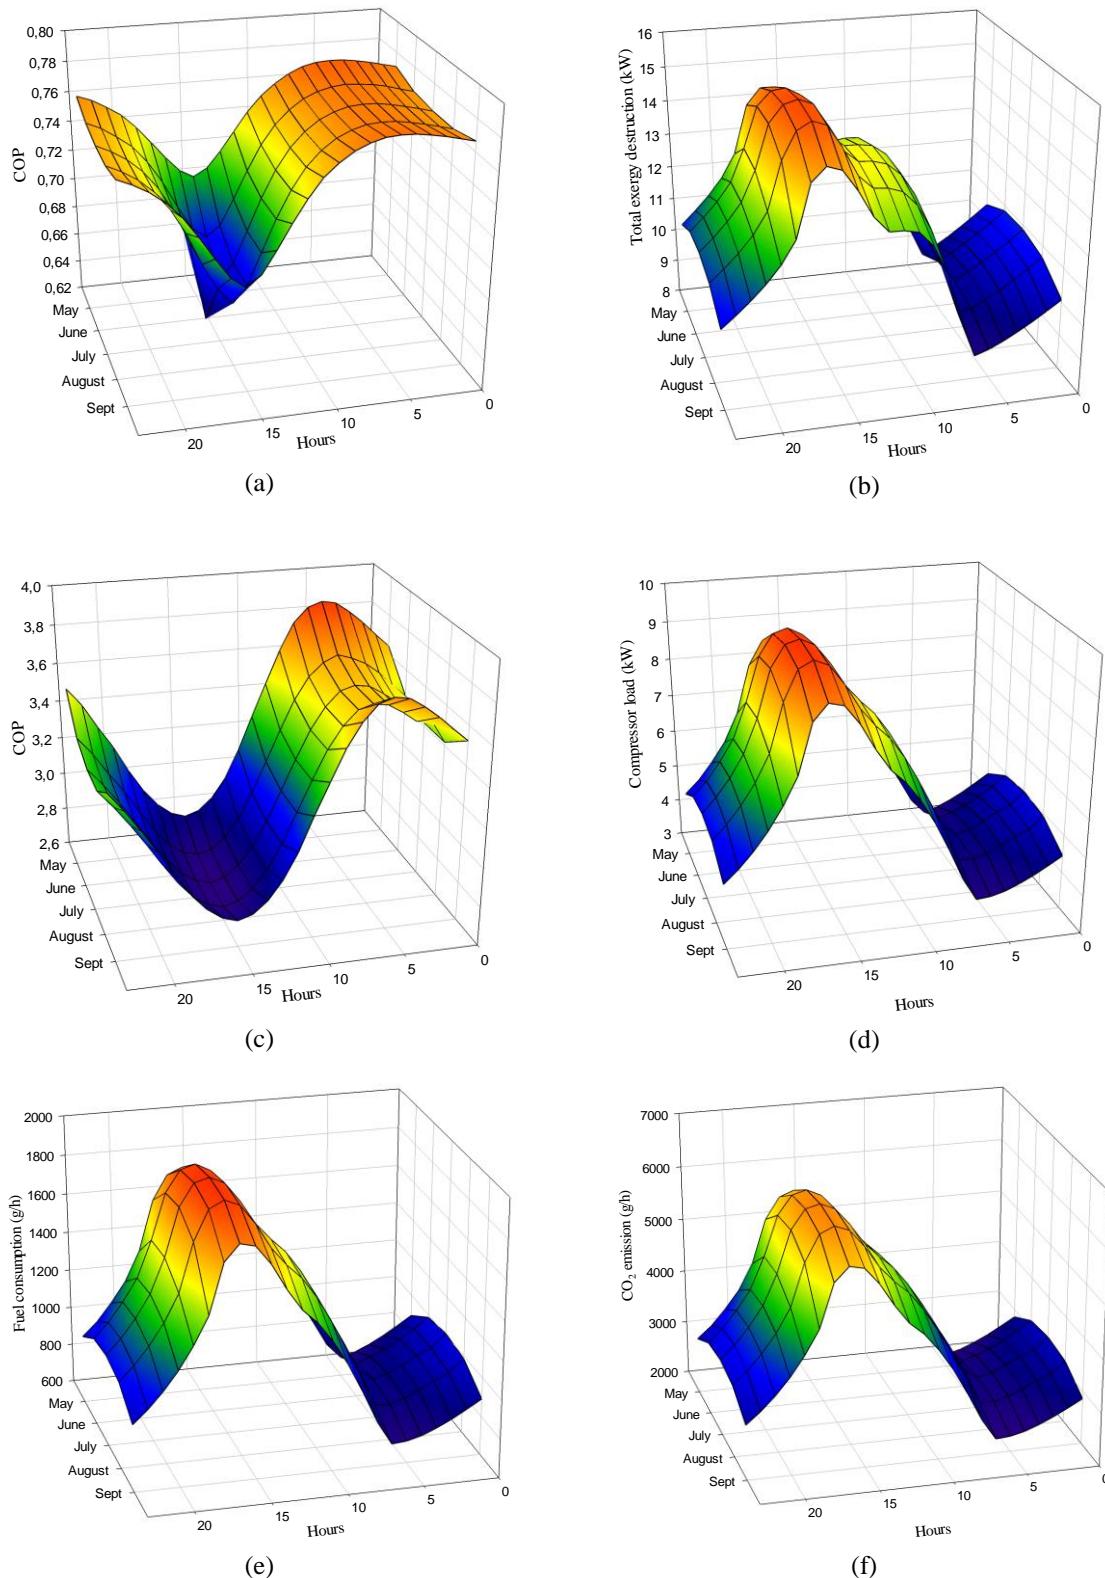 0,80
0,78
0,76
0,74
0,72
0,70
0,68
0,66
0,64
0,62
COP
May
June
July
August
Sept
20
15
10
5
0
Hours
(a)
16
15
14
13
12
11
10
9
8
Total exergy destruction (kW)
May
June
July
August
Sept
20
15
10
5
0
Hours
(b)
4,0
3,8
3,6
3,4
3,2
3,0
2,8
2,6
COP
May
June
July
August
Sept
20
15
10
5
0
Hours
(c)
10
9
8
7
6
5
4
3
Compressor load (kW)
May
June
July
August
Sept
20
15
10
5
0
Hours
(d)
2000
1800
1600
1400
1200
1000
800
600
Fuel consumption (g/h)
May
June
July
August
Sept
20
15
10
5
0
Hours
(e)
7000
6000
5000
4000
3000
2000
CO₂ emission (g/h)
May
June
July
August
Sept
20
15
10
5
0
Hours
(f)